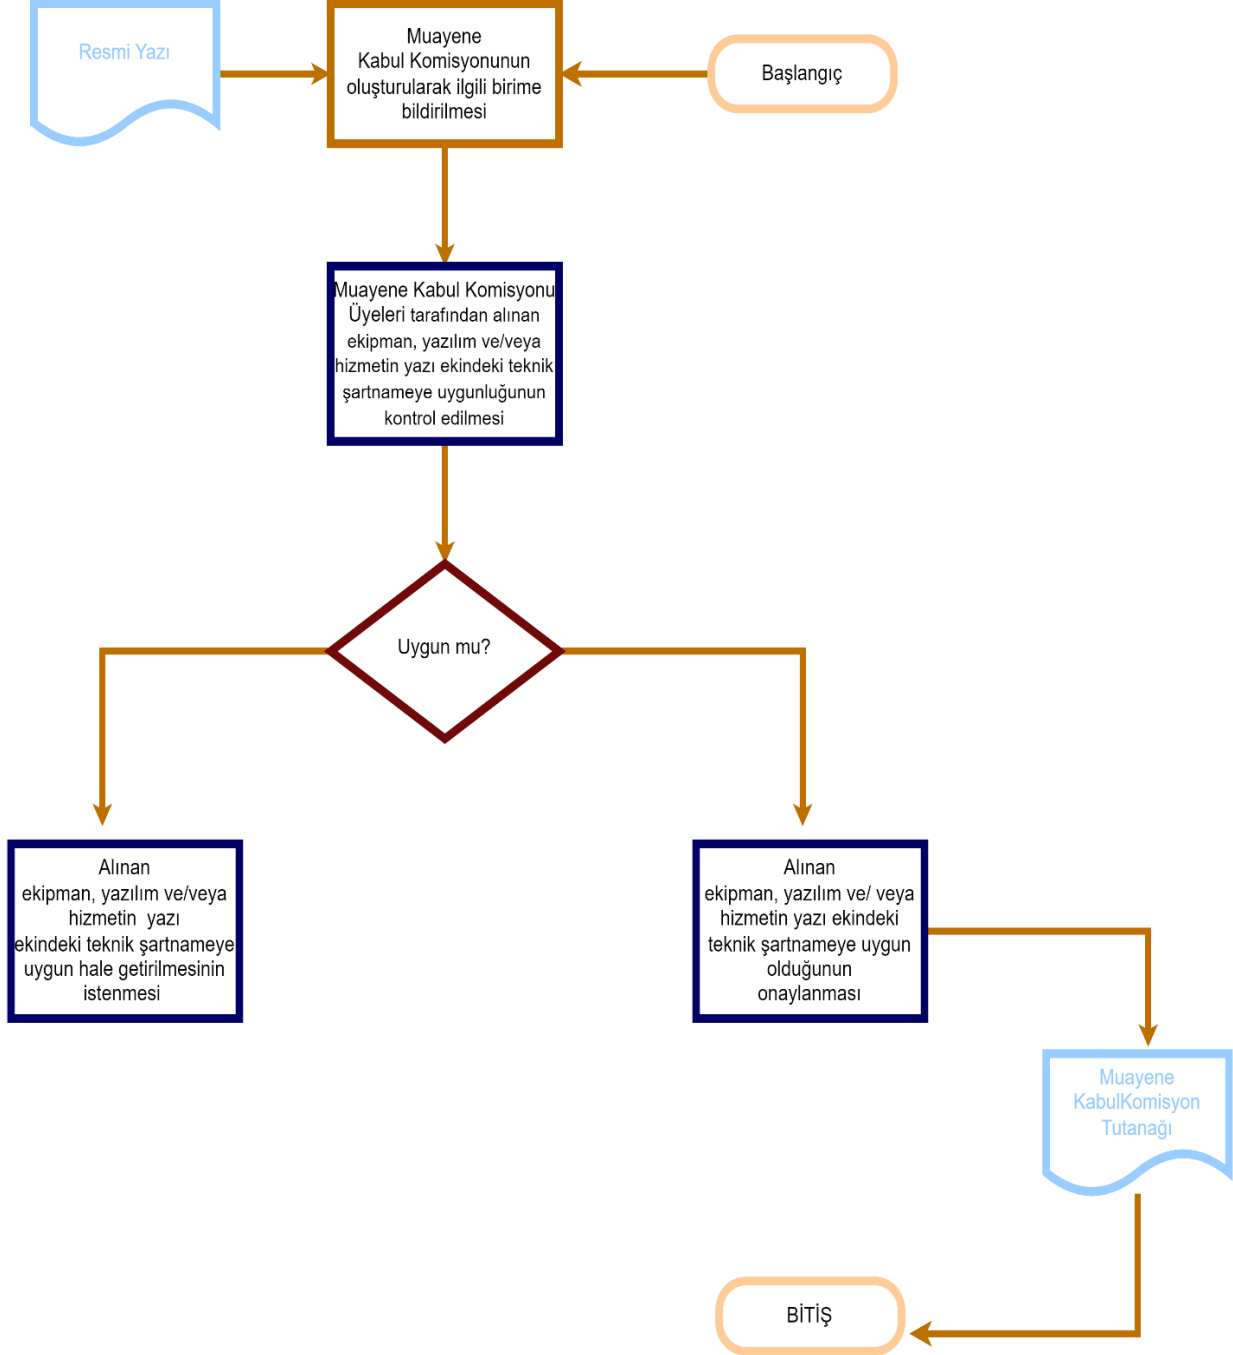 Resmi Yazı
Muayene
Kabul Komisyonunun
oluşturularak ilgili birime
bildirilmesi
Başlangıç
Muayene Kabul Komisyonu
Üyeleri tarafından alınan
ekipman, yazılım ve/veya
hizmetin yazı ekindeki teknik
şartnameye uygunluğunun
kontrol edilmesi
Uygun mu?
Alınan
ekipman, yazılım ve/veya
hizmetin yazı
ekindeki teknik şartnameye
uygun hale getirilmesinin
istenmesi
Alınan
ekipman, yazılım ve/ veya
hizmetin yazı ekindeki
teknik şartnameye uygun
olduğunun
onaylanması
Muayene
KabulKomisyon
Tutanağı
BİTİŞ